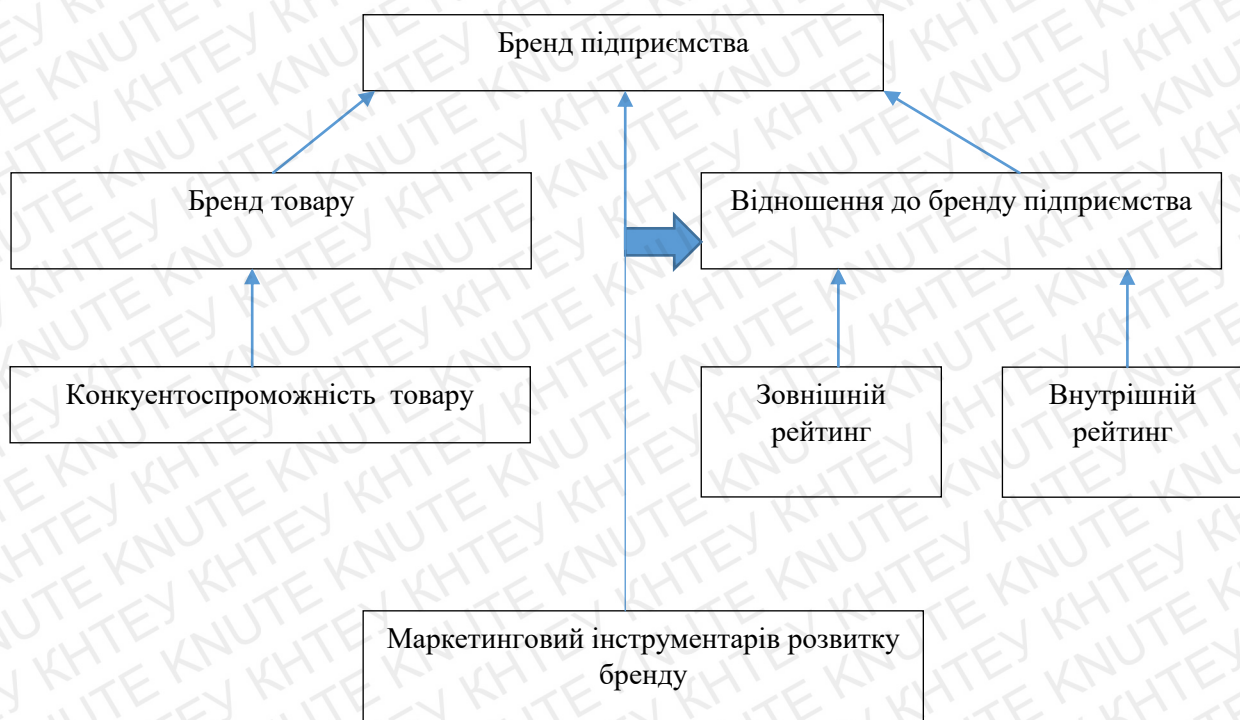 Бренд підприємства
Бренд товару
Відношення до бренду підприємства
Конкуентоспроможність товару
Зовнішній
рейтинг
Внутрішній
рейтинг
Маркетинговий інструментарів розвитку
бренду